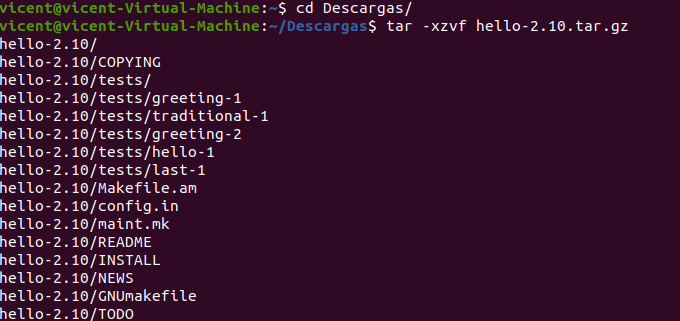 vicent@vicent-Virtual-Machine:~$ cd Descargas/
vicent@vicent-Virtual-Machine:~/Descargas$ tar -xzvf hello-2.10.tar.gz
hello-2.10/
hello-2.10/COPYING
hello-2.10/tests/
hello-2.10/tests/greeting-1
hello-2.10/tests/traditional-1
hello-2.10/tests/greeting-2
hello-2.10/tests/hello-1
hello-2.10/tests/last-1
hello-2.10/Makefile.am
hello-2.10/config.in
hello-2.10/maint.mk
hello-2.10/README
hello-2.10/INSTALL
hello-2.10/NEWS
hello-2.10/GNUmakefile
hello-2.10/TODO